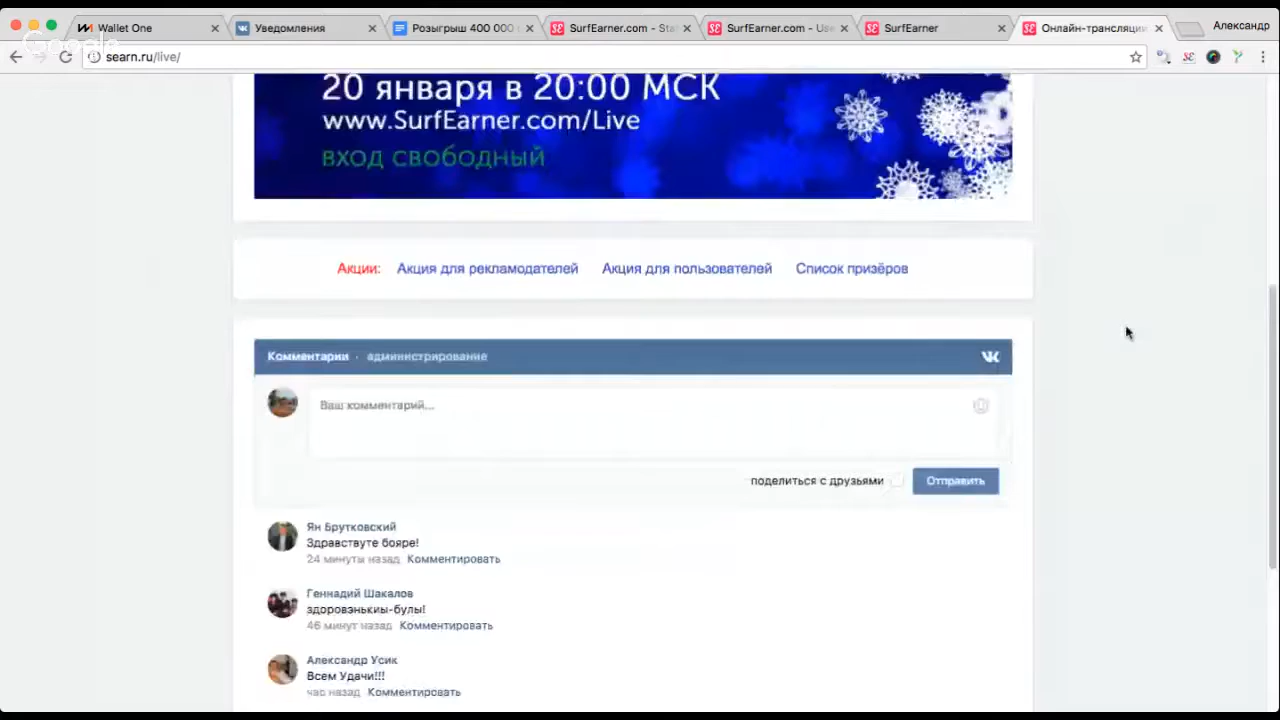 Wallet One
Уведомления
Розыгрыш 400 000
SurfEarner.com - Sta
SurfEarner.com - Use
SurfEarner
Онлайн-трансляции
Александр
Google
searn.ru/live/
20 января в 20:00 МСК
www.SurfEarner.com/Live
вход свободный
Акции: Акция для рекламодателей Акция для пользователей Список призёров
Комментарии · администрирование
Ваш комментарий...
поделиться с друзьями Отправить
Ян Брутковский
Здравствуте бояре!
24 минуты назад Комментировать
Геннадий Шакалов
здоровэнькиы-булы!
46 минут назад Комментировать
Александр Усик
Всем Удачи!!!
час назад Комментировать